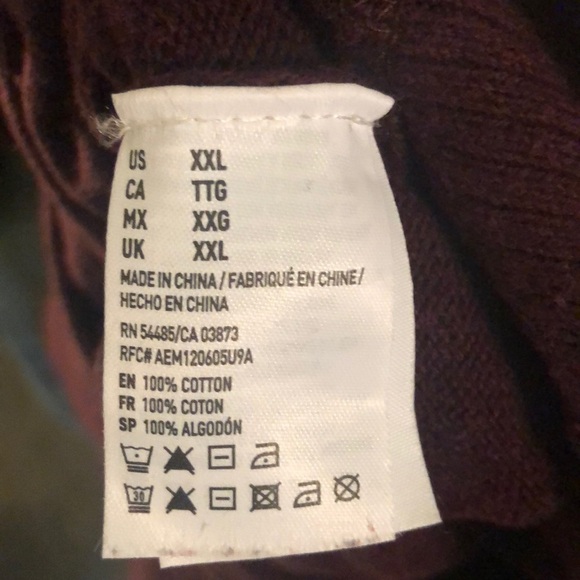 US XXL
CA TTG
MX XXG
UK XXL
MADE IN CHINA / FABRIQUÉ EN CHINE/
HECHO EN CHINA
RN 54485/CA 03873
RFC# AEM120605U9A
EN 100% COTTON
FR 100% COTON
SP 100% ALGODÓN
30